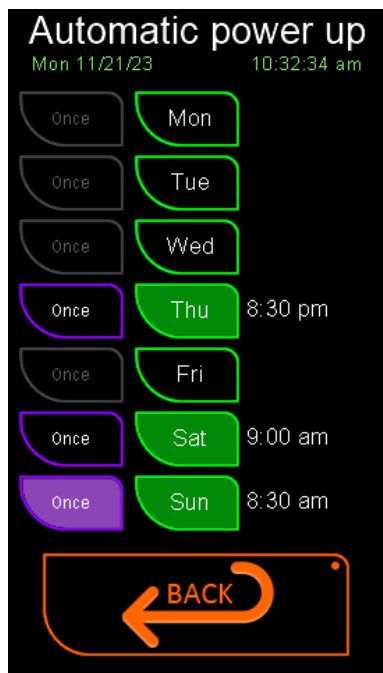 Automatic power up
Mon 11/21/23 10:32:34 am
Once Mon
Once Tue
Once Wed
Once Thu 8:30 pm
Once Fri
Once Sat 9:00 am
Once Sun 8:30 am
BACK